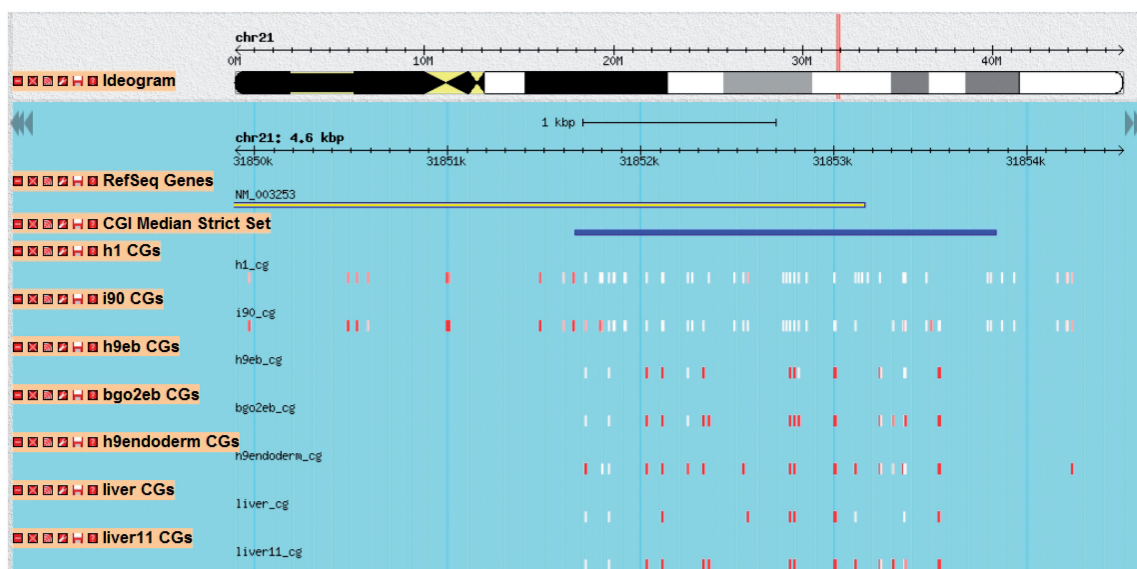 chr21
0M 10M 20M 30M 40M
Ideogram
1 kbp
chr21: 4.6 kbp
31850k 31851k 31852k 31853k 31854k
RefSeq Genes
NM_003253
CGI Median Strict Set
h1 CGs
h1_cg
i90 CGs
i90_cg
h9eb CGs
h9eb_cg
bgo2eb CGs
bgo2eb_cg
h9endoderm CGs
h9endoderm_cg
liver CGs
liver_cg
liver11 CGs
liver11_cg